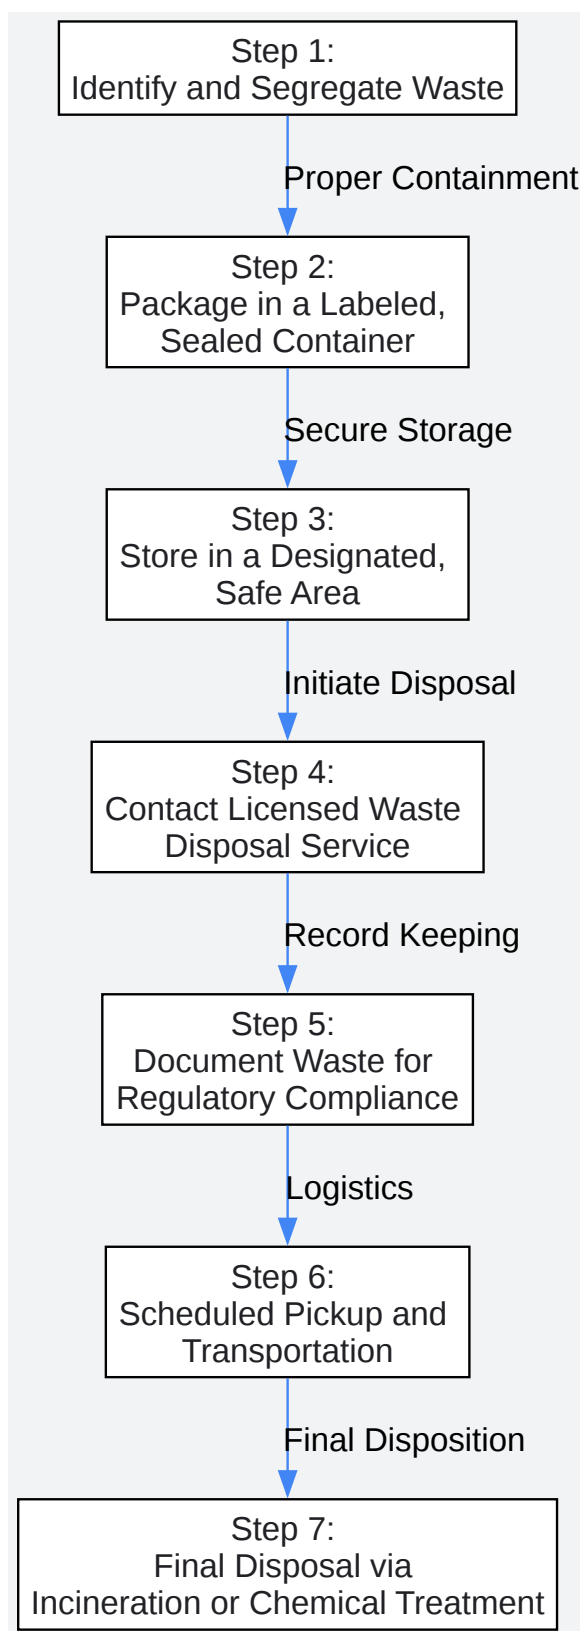 Step 1:
Identify and Segregate Waste
Proper Containment
Step 2:
Package in a Labeled,
Sealed Container
Secure Storage
Step 3:
Store in a Designated,
Safe Area
Initiate Disposal
Step 4:
Contact Licensed Waste
Disposal Service
Record Keeping
Step 5:
Document Waste for
Regulatory Compliance
Logistics
Step 6:
Scheduled Pickup and
Transportation
Final Disposition
Step 7:
Final Disposal via
Incineration or Chemical Treatment